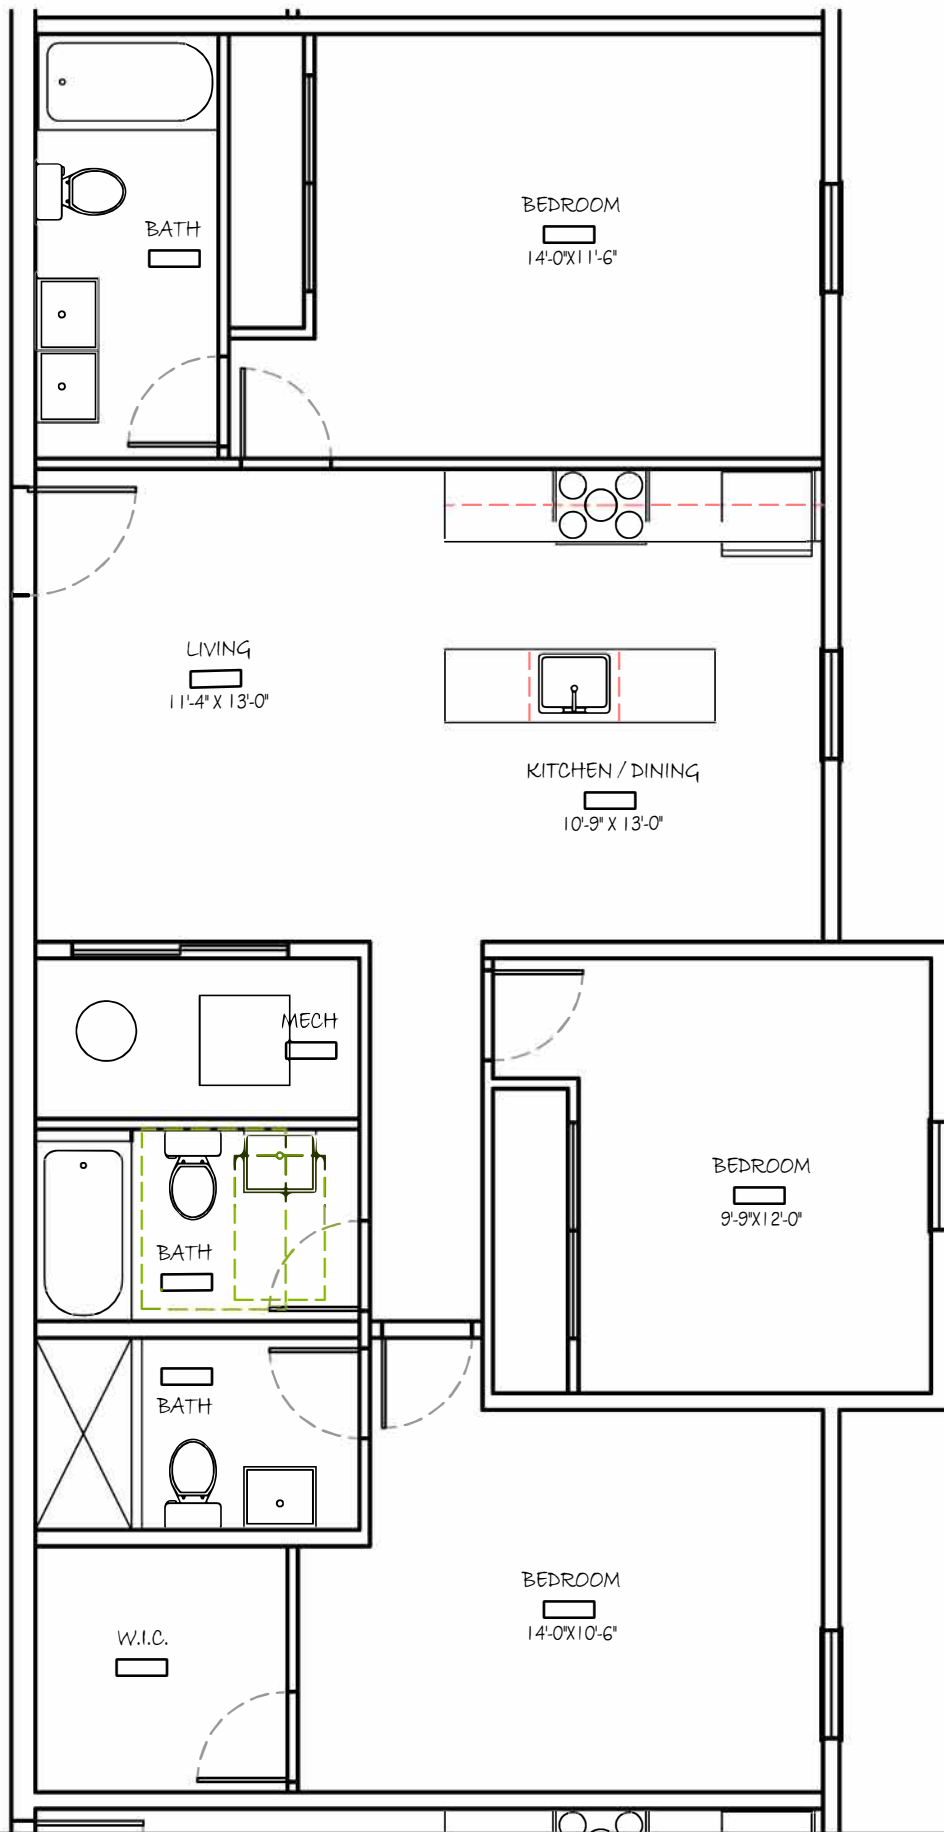 BATH
BEDROOM
14'-0"X11'-6"
LIVING
11'-4" X 13'-0"
KITCHEN / DINING
10'-9" X 13'-0"
MECH
BEDROOM
9'-9"X12'-0"
BATH
BATH
BEDROOM
14'-0"X10'-6"
W.I.C.